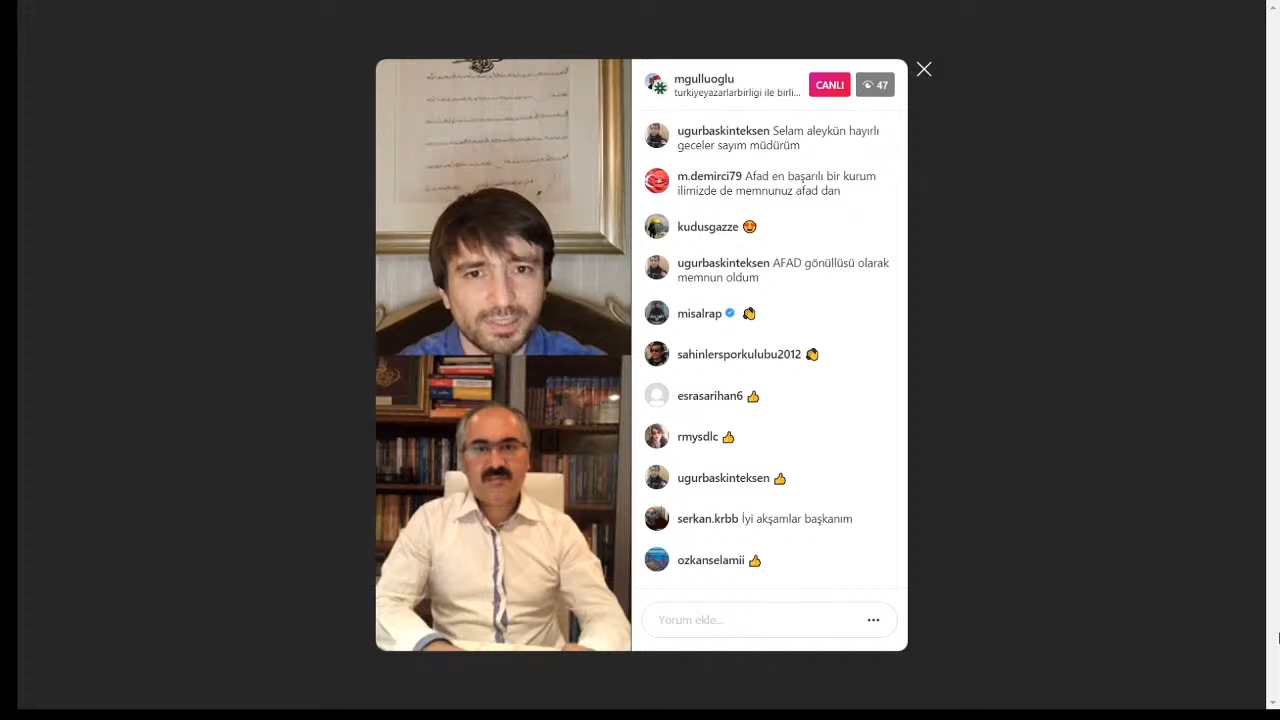 mgulluoglu
turkiyeyazarlarbirligi ile birli...
CANLI
47
ugurbaskinteksen Selam aleykün hayırlı
geceler sayım müdürüm
m.demirci79 Afad en başarılı bir kurum
ilimizde de memnunuz afad dan
kudusgazze 😍
ugurbaskinteksen AFAD gönüllüsü olarak
memnun oldum
misalrap 👏
sahinlersporkulubu2012 👏
esrasarihan6 👍
rmysdlc 👍
ugurbaskinteksen 👍
serkan.krbb İyi akşamlar başkanım
ozkanselamii 👍
Yorum ekle...